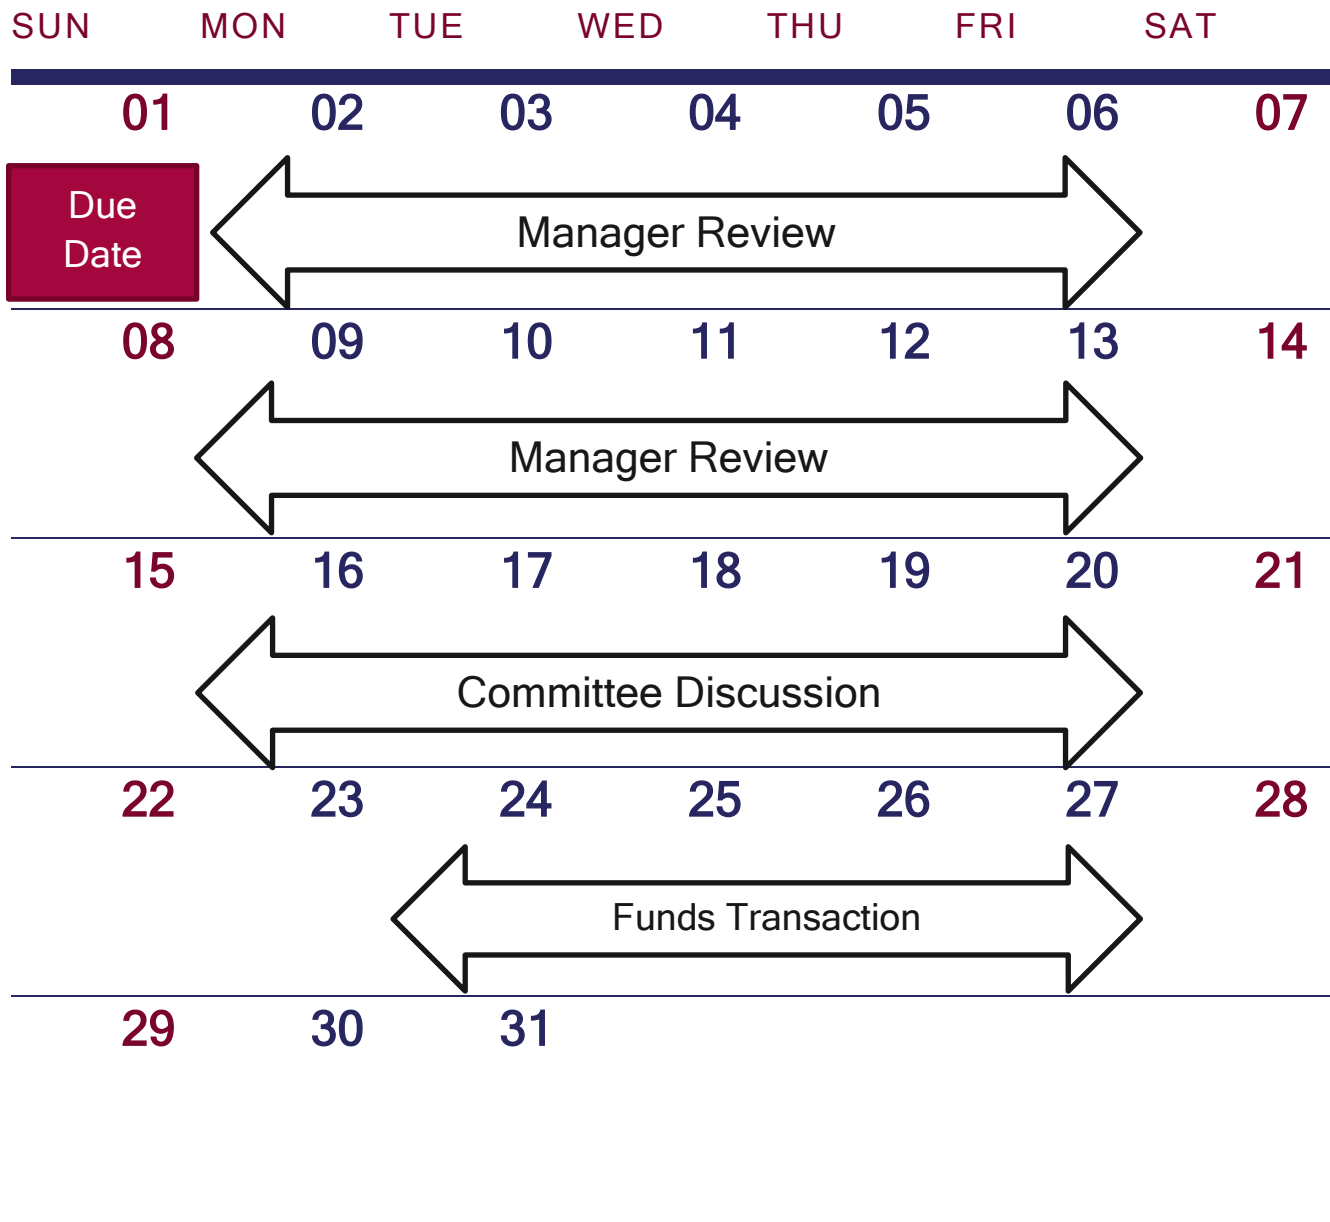 SUN MON TUE WED THU FRI SAT
01 02 03 04 05 06 07
Due
Date
Manager Review
08 09 10 11 12 13 14
Manager Review
15 16 17 18 19 20 21
Committee Discussion
22 23 24 25 26 27 28
Funds Transaction
29 30 31